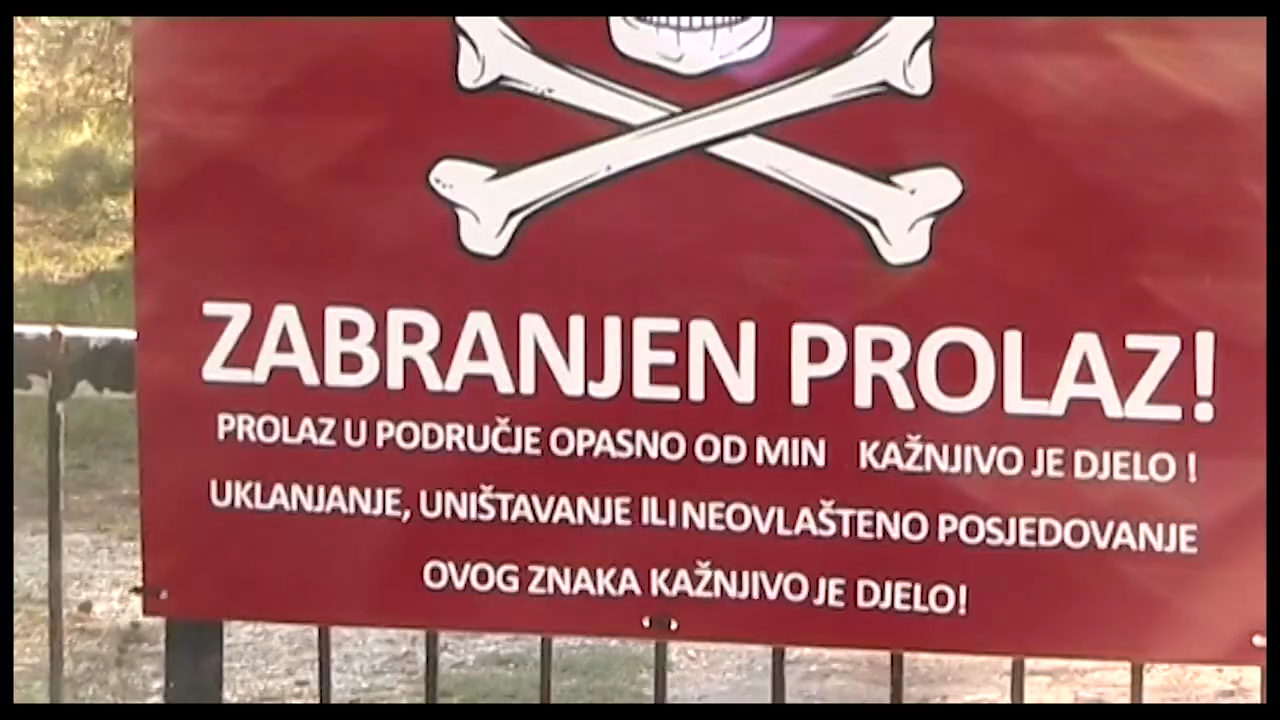 ZABRANJEN PROLAZ!
PROLAZ U PODRUČJE OPASNO OD MIN KAŽNJIVO JE DJELO !
UKLANJANJE, UNIŠTAVANJE ILI NEOVLAŠTENO POSJEDOVANJE
OVOG ZNAKA KAŽNJIVO JE DJELO!